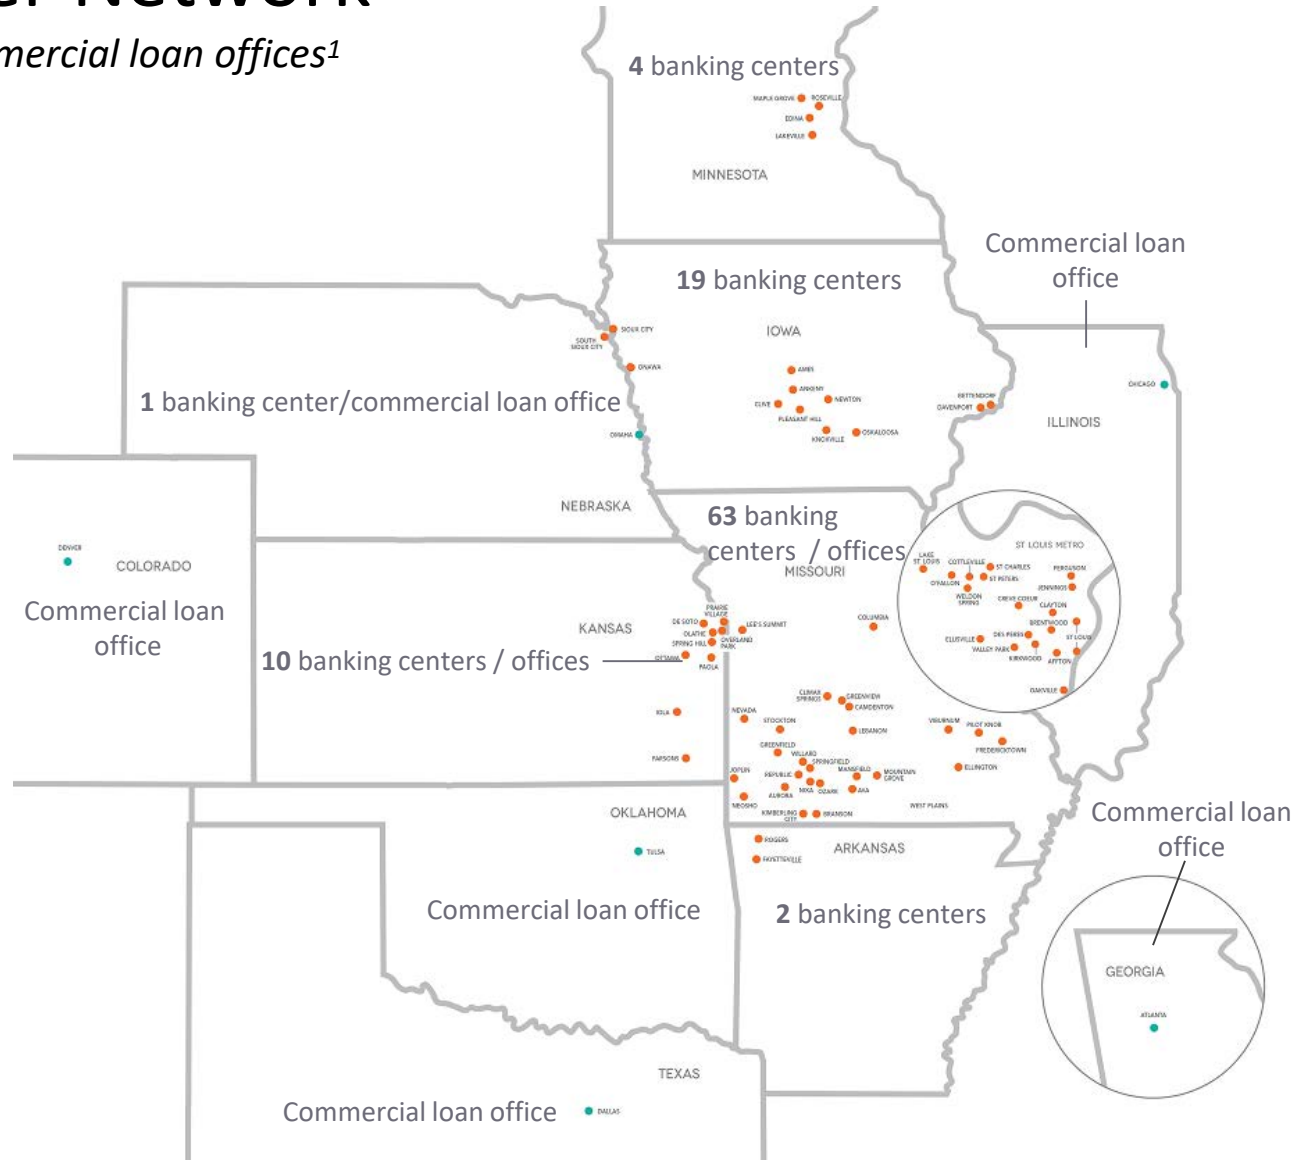 er Network
mercial loan offices1
4 banking centers
MAPLE GROVE
ROSEVILLE
EDINA
LAKEVILLE
MINNESOTA
Commercial loan
office
19 banking centers
IOWA
SIOUX CITY
SOUTH
SIOUX CITY
ONAWA
AMES
ANKENY
CLIVE
NEWTON
PLEASANT HILL
KNOXVILLE
OSKALOOSA
BETTENDORF
DAVENPORT
CHICAGO
ILLINOIS
1 banking center/commercial loan office
OMAHA
NEBRASKA
63 banking
centers / offices
MISSOURI
ST LOUIS METRO
LAKE
ST LOUIS
COTTLEVILLE
ST CHARLES
O'FALLON
ST PETERS
WELDON
SPRING
FERGUSON
JENNINGS
CREVE COEUR
CLAYTON
BRENTWOOD
DES PERES
ST LOUIS
ELLISVILLE
VALLEY PARK
KIRKWOOD
AFFTON
OAKVILLE
DENVER
COLORADO
Commercial loan
office
KANSAS
10 banking centers / offices
PRAIRIE
VILLAGE
DE SOTO
LEE'S SUMMIT
OLATHE
OVERLAND
PARK
SPRING HILL
OTTAWA
PAOLA
IOLA
PARSONS
COLUMBIA
CLIMAX
SPRINGS
GREENVIEW
CAMDENTON
NEVADA
STOCKTON
LEBANON
GREENFIELD
WILLARD
SPRINGFIELD
REPUBLIC
MANSFIELD
MOUNTAIN
GROVE
JOPLIN
AURORA
NIXA
OZARK
AVA
NEOSHO
KIMBERLING
CITY
BRANSON
VIBURNUM
PILOT KNOB
FREDERICKTOWN
ELLINGTON
WEST PLAINS
OKLAHOMA
TULSA
Commercial loan office
ROGERS
FAYETTEVILLE
ARKANSAS
2 banking centers
Commercial loan
office
GEORGIA
ATLANTA
TEXAS
Commercial loan office
DALLAS